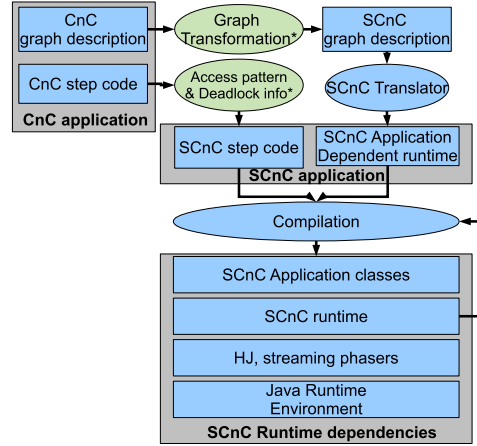 CnC
graph description
Graph
Transformation*
SCnC
graph description
CnC step code
Access pattern
& Deadlock info*
SCnC Translator
CnC application
SCnC step code
SCnC Application
Dependent runtime
SCnC application
Compilation
SCnC Application classes
SCnC runtime
HJ, streaming phasers
Java Runtime
Environment
SCnC Runtime dependencies